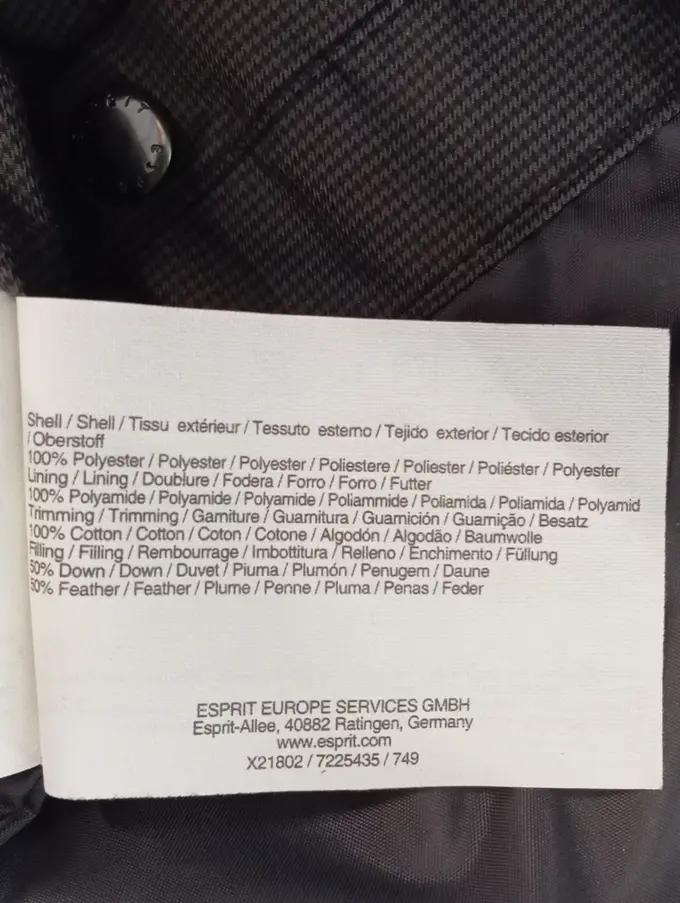 Shell / Shell / Tissu extérieur / Tessuto esterno / Tejido exterior / Tecido esterior
/ Oberstoff
100% Polyester / Polyester / Polyester / Poliestere / Poliester / Poliéster / Polyester
Lining / Lining / Doublure / Fodera / Forro / Forro / Futter
100% Polyamide / Polyamide / Polyamide / Poliammide / Poliamida / Poliamida / Polyamid
Trimming / Trimming / Garniture / Guarnitura / Guarnición / Guarnição / Besatz
100% Cotton / Cotton / Coton / Cotone / Algodón / Algodão / Baumwolle
Filling / Filling / Rembourrage / Imbottitura / Relleno / Enchimento / Füllung
50% Down / Down / Duvet / Piuma / Plumón / Penugem / Daune
50% Feather / Feather / Plume / Penne / Pluma / Penas / Feder
ESPRIT EUROPE SERVICES GMBH
Esprit-Allee, 40882 Ratingen, Germany
www.esprit.com
X21802 / 7225435 / 749